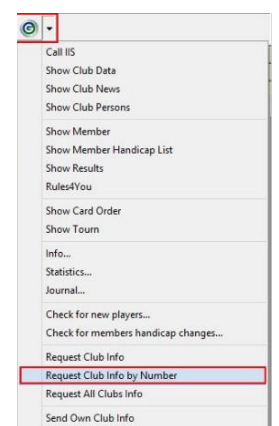 Call IIS
Show Club Data
Show Club News
Show Club Persons
Show Member
Show Member Handicap List
Show Results
Rules4You
Show Card Order
Show Tourn
Info...
Statistics...
Journal...
Check for new players...
Check for members handicap changes...
Request Club Info
Request Club Info by Number
Request All Clubs Info
Send Own Club Info